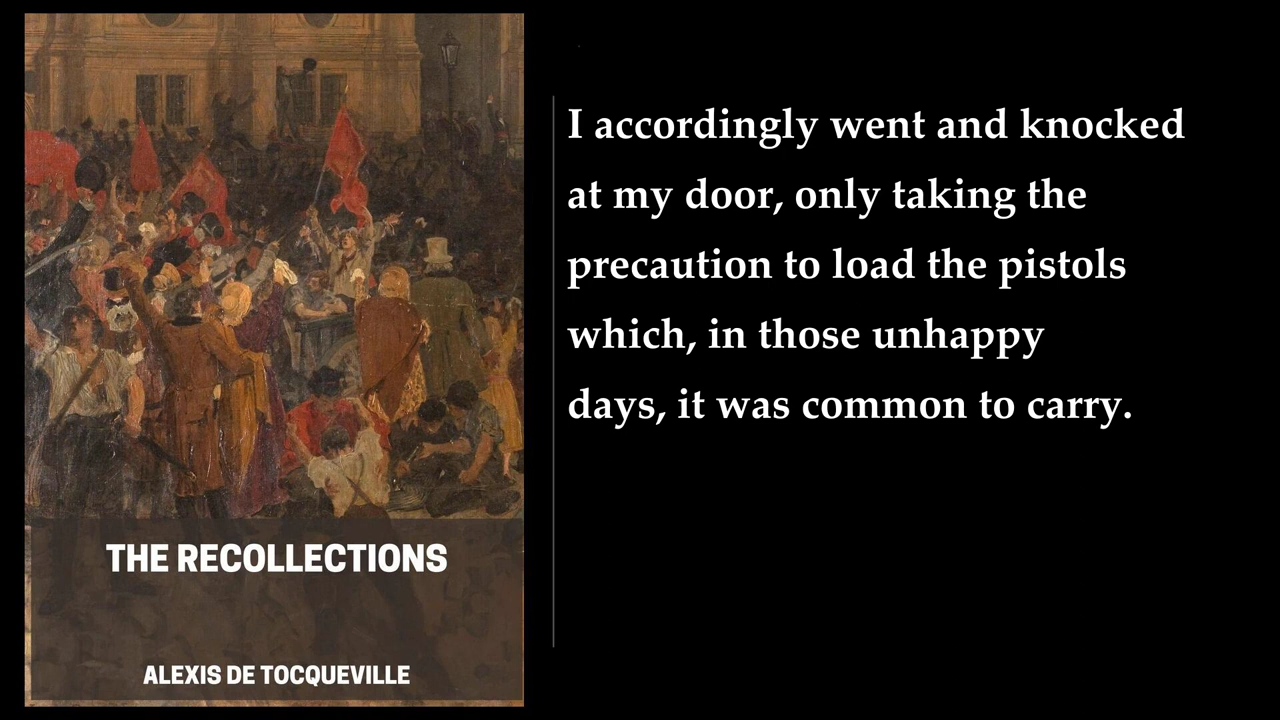 THE RECOLLECTIONS
ALEXIS DE TOCQUEVILLE
I accordingly went and knocked
at my door, only taking the
precaution to load the pistols
which, in those unhappy
days, it was common to carry.